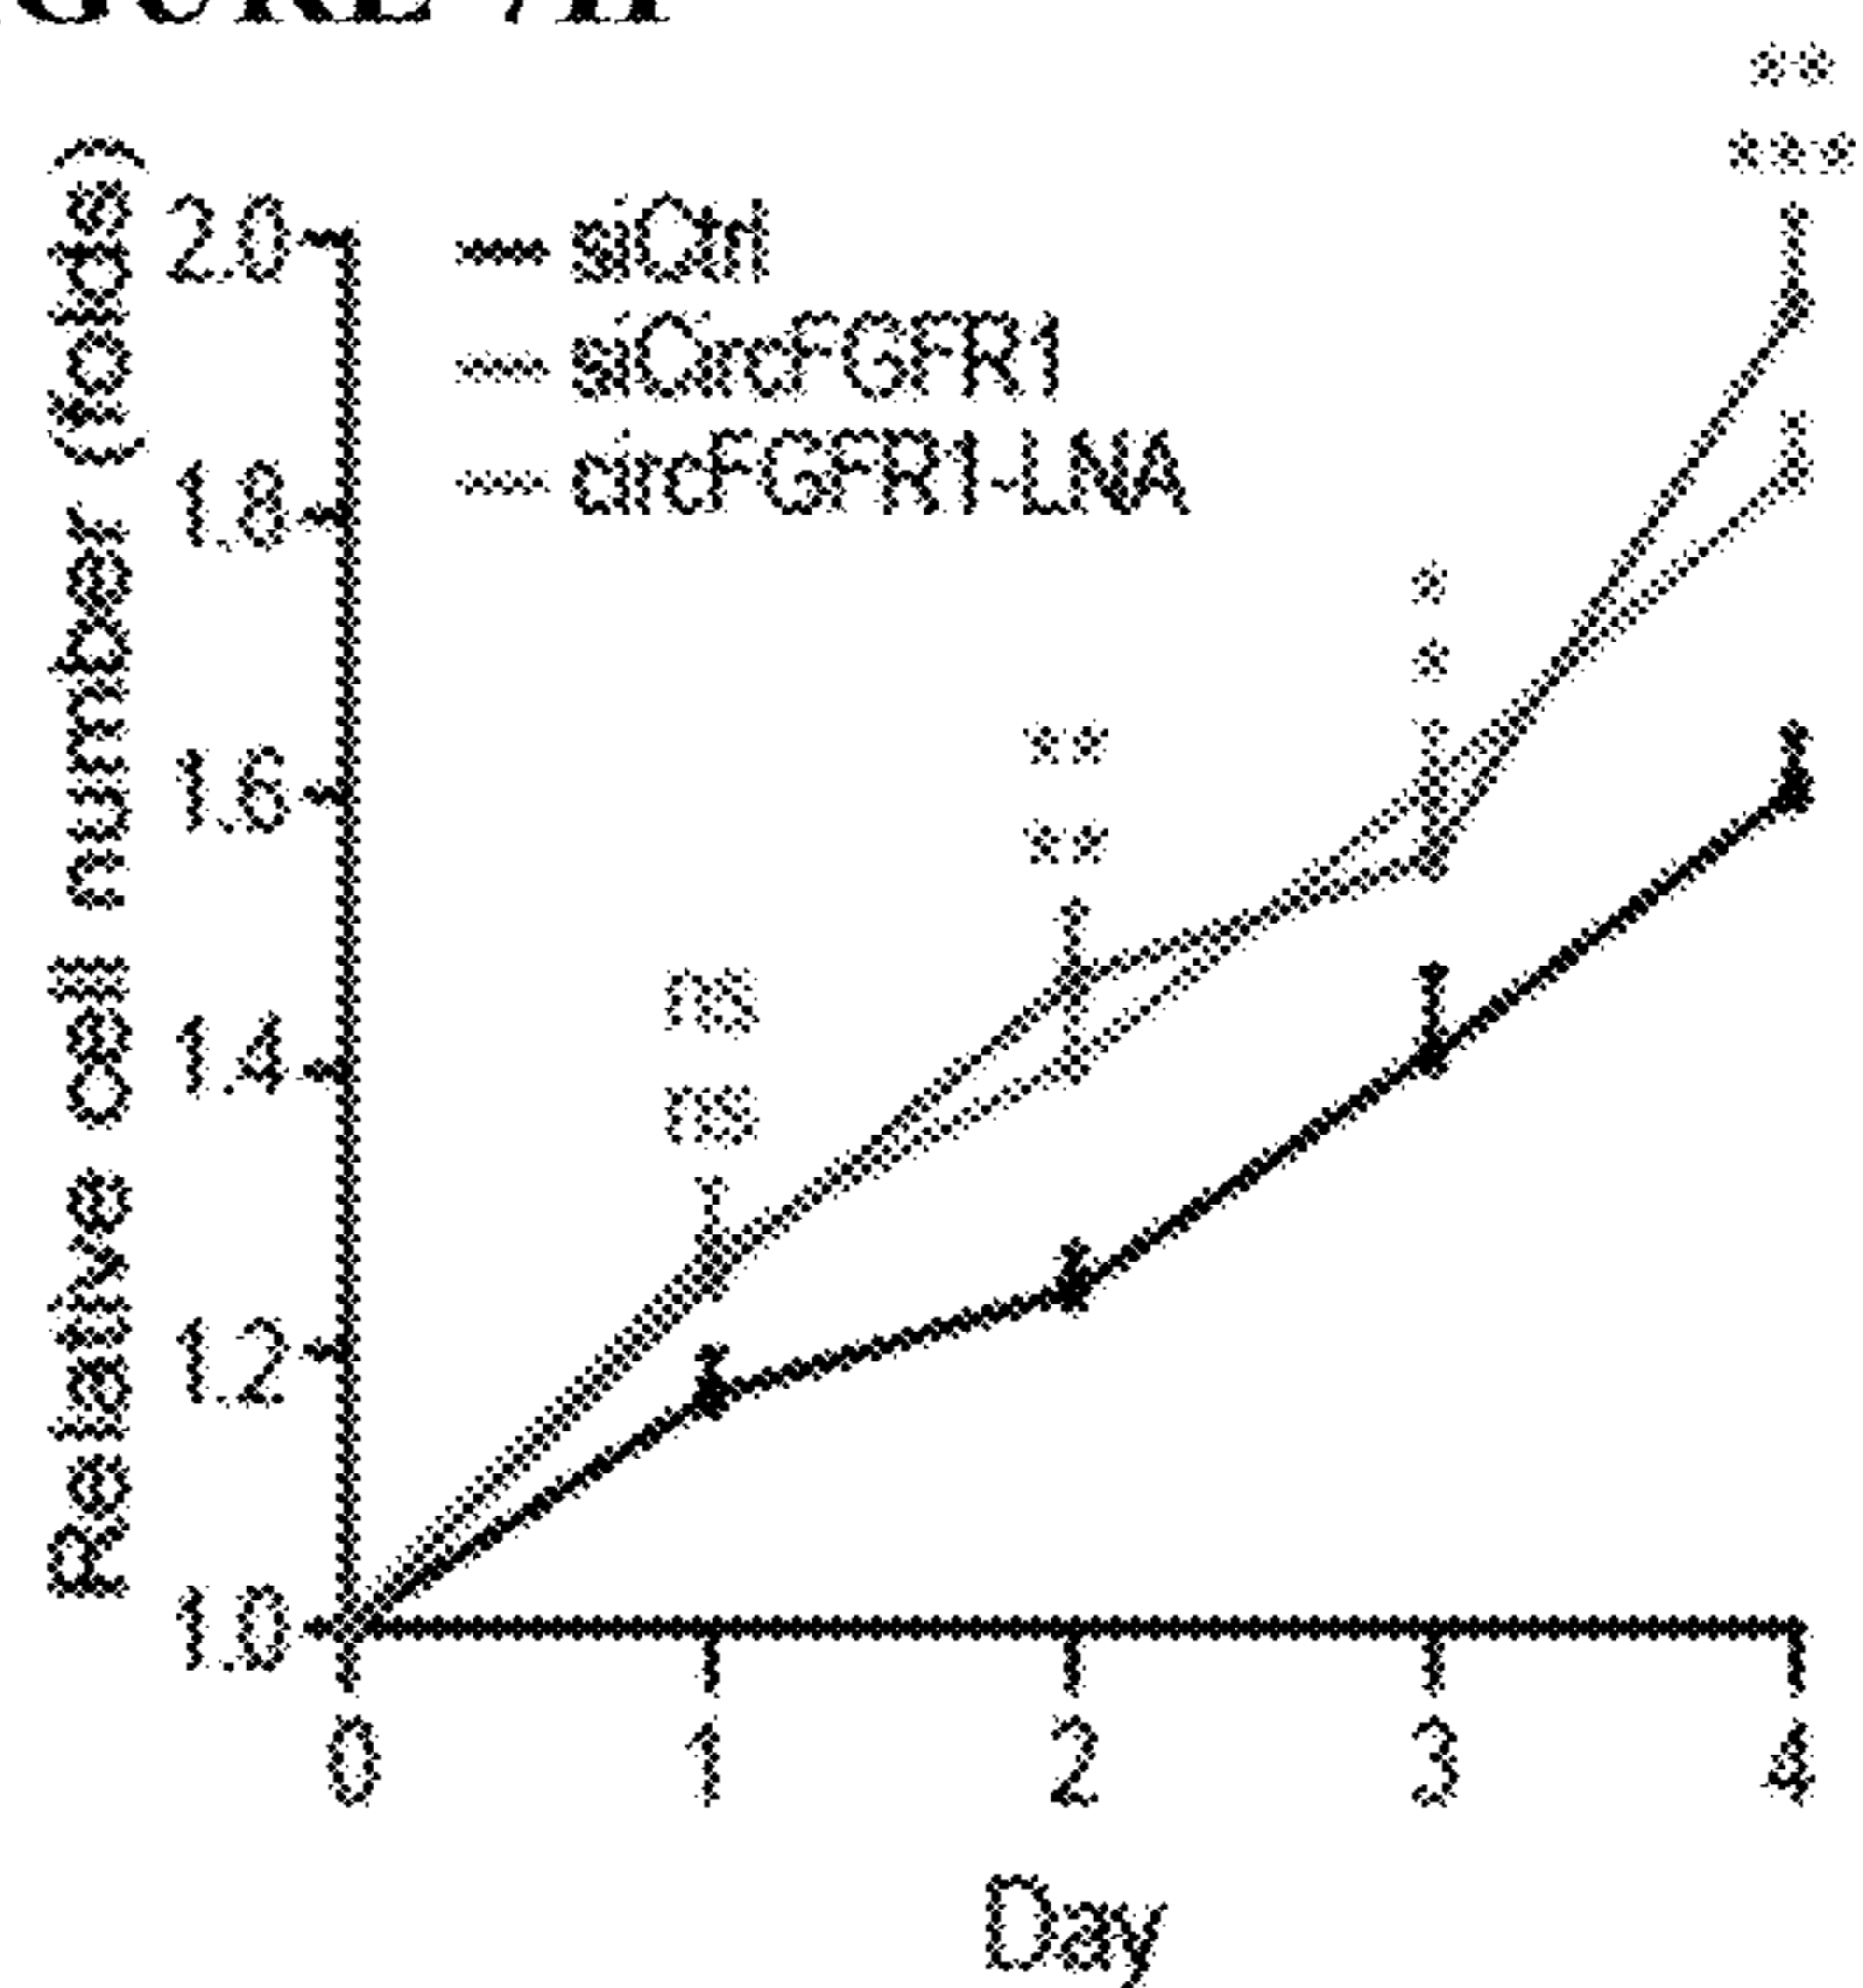 2.0
1.8
1.6
1.4
1.2
1.0
Relative cell number (folds)
siCtrl
siCircFGFR1
circFGFR1-LNA
ns
ns
**
**
*
*
**
***
0 1 2 3 4
Day